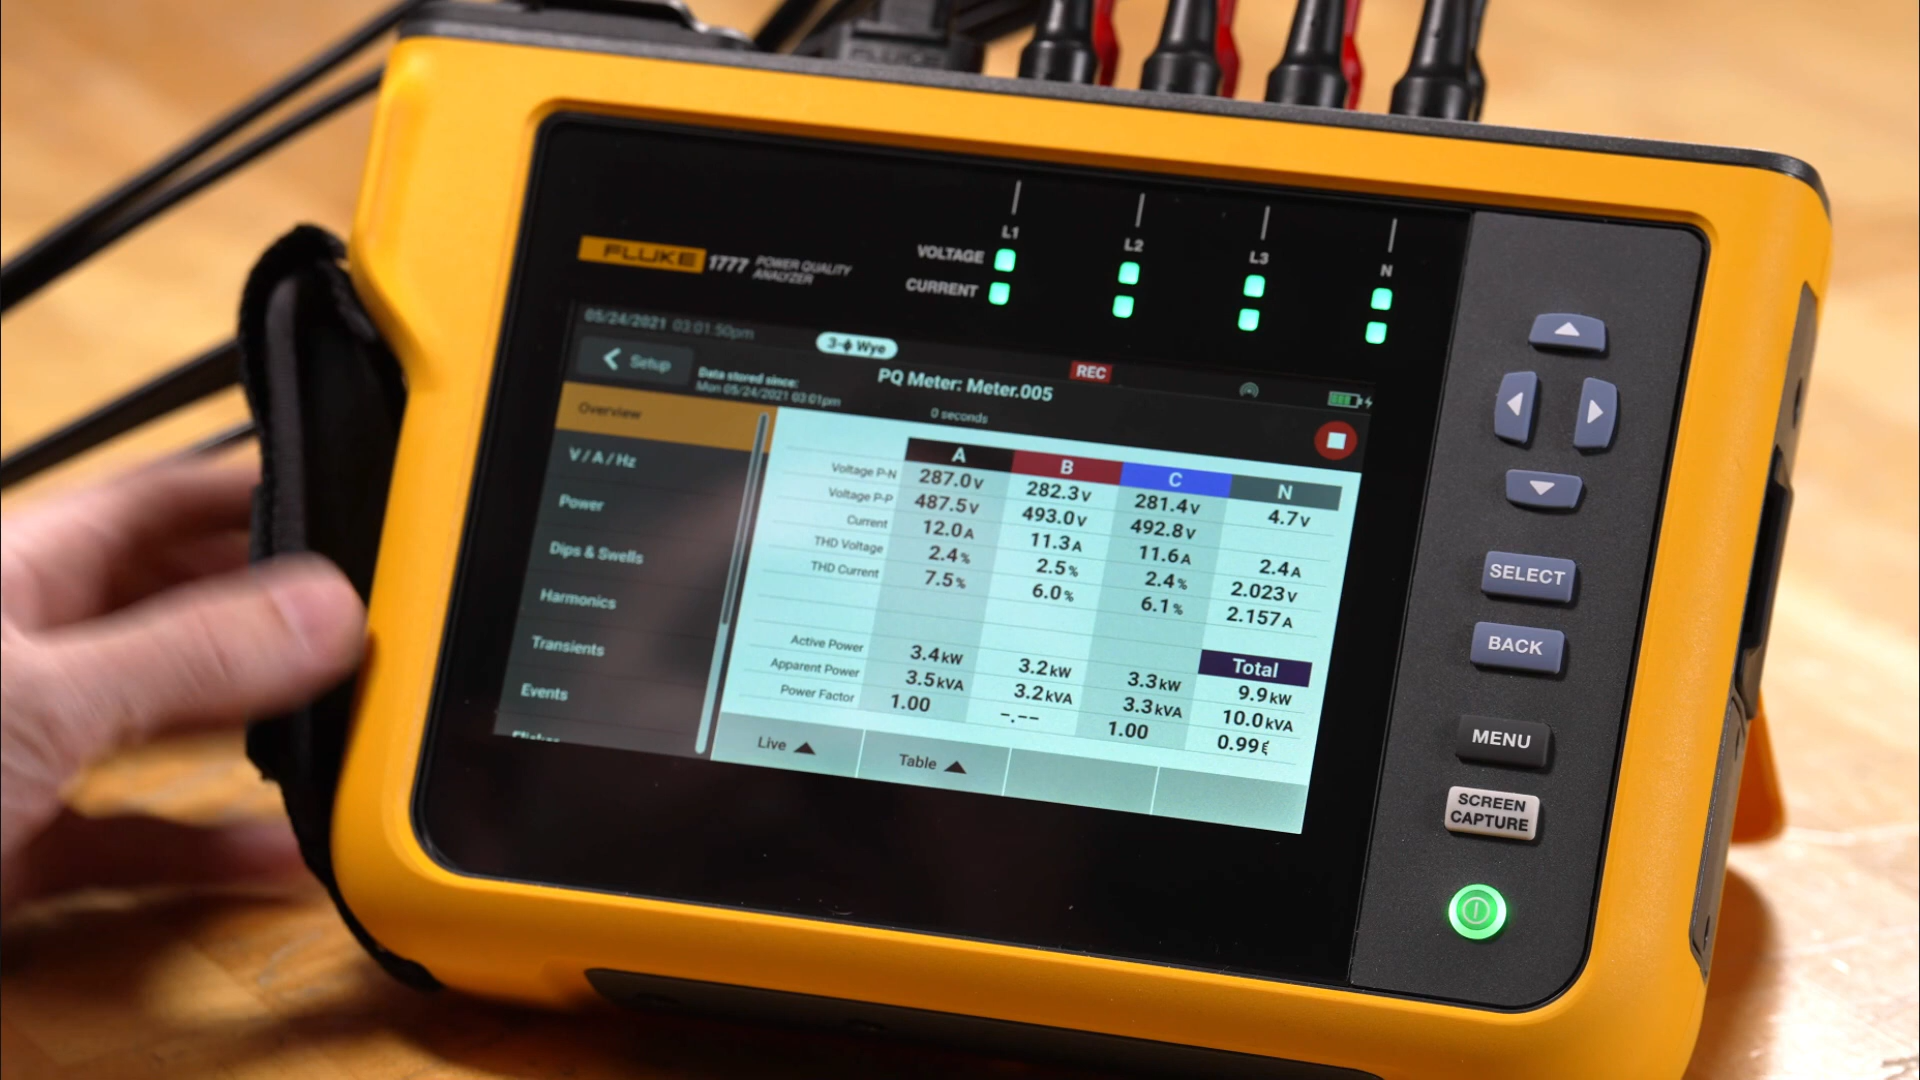 L1
L2
L3
N
VOLTAGE
CURRENT
FLUKE 1777 POWER QUALITY ANALYZER
05/24/2021 03:01:50pm
3-ɸ Wye
REC
Setup
Data stored since:
Mon 05/24/2021 03:01pm
PQ Meter: Meter.005
0 seconds
Overview
V / A / Hz
Power
Dips & Swells
Harmonics
Transients
Events
Flicker
A B C N
Voltage P-N 287.0V 282.3V 281.4V 4.7V
Voltage P-P 487.5V 493.0V 492.8V
Current 12.0A 11.3A 11.6A 2.4A
THD Voltage 2.4% 2.5% 2.4% 2.023V
THD Current 7.5% 6.0% 6.1% 2.157A
Total
Active Power 3.4kW 3.2kW 3.3kW 9.9kW
Apparent Power 3.5kVA 3.2kVA 3.3kVA 10.0kVA
Power Factor 1.00 -.-- 1.00 0.99
Live
Table
SELECT
BACK
MENU
SCREEN
CAPTURE